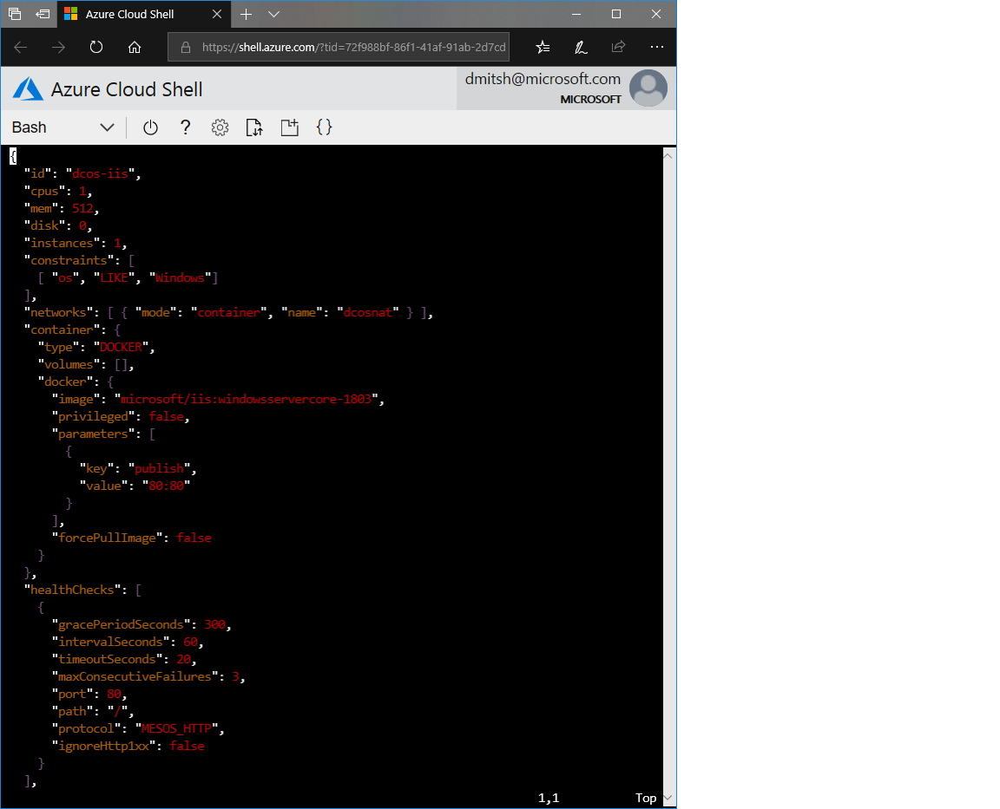 Azure Cloud Shell
https://shell.azure.com/?tid=72f988bf-86f1-41af-91ab-2d7cd
Azure Cloud Shell
dmitsh@microsoft.com
MICROSOFT
Bash
{
  "id": "dcos-iis",
  "cpus": 1,
  "mem": 512,
  "disk": 0,
  "instances": 1,
  "constraints": [
    [ "os", "LIKE", "Windows"]
  ],
  "networks": [ { "mode": "container", "name": "dcosnat" } ],
  "container": {
    "type": "DOCKER",
    "volumes": [],
    "docker": {
      "image": "microsoft/iis:windowsservercore-1803",
      "privileged": false,
      "parameters": [
        {
          "key": "publish",
          "value": "80:80"
        }
      ],
      "forcePullImage": false
    }
  },
  "healthChecks": [
    {
      "gracePeriodSeconds": 300,
      "intervalSeconds": 60,
      "timeoutSeconds": 20,
      "maxConsecutiveFailures": 3,
      "port": 80,
      "path": "/",
      "protocol": "MESOS_HTTP",
      "ignoreHttp1xx": false
    }
  ],
1,1 Top